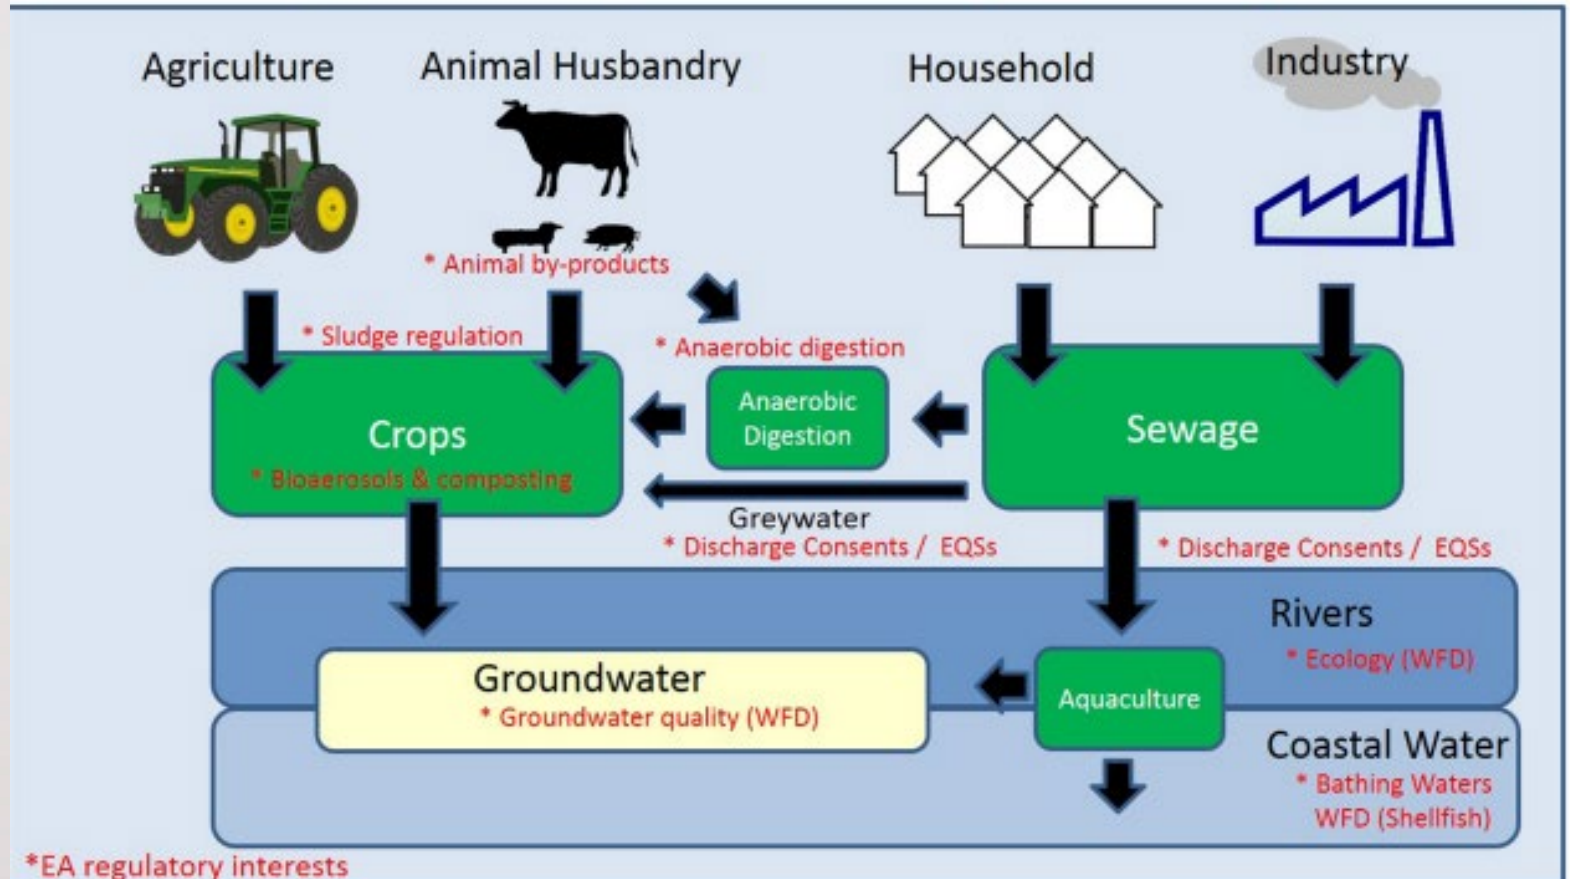 Agriculture
Animal Husbandry
Household
Industry
* Animal by-products
* Sludge regulation
* Anaerobic digestion
Crops
* Bioaerosols & composting
Anaerobic
Digestion
Sewage
Greywater
* Discharge Consents / EQSs
* Discharge Consents / EQSs
Rivers
* Ecology (WFD)
Groundwater
* Groundwater quality (WFD)
Aquaculture
Coastal Water
* Bathing Waters
WFD (Shellfish)
*EA regulatory interests